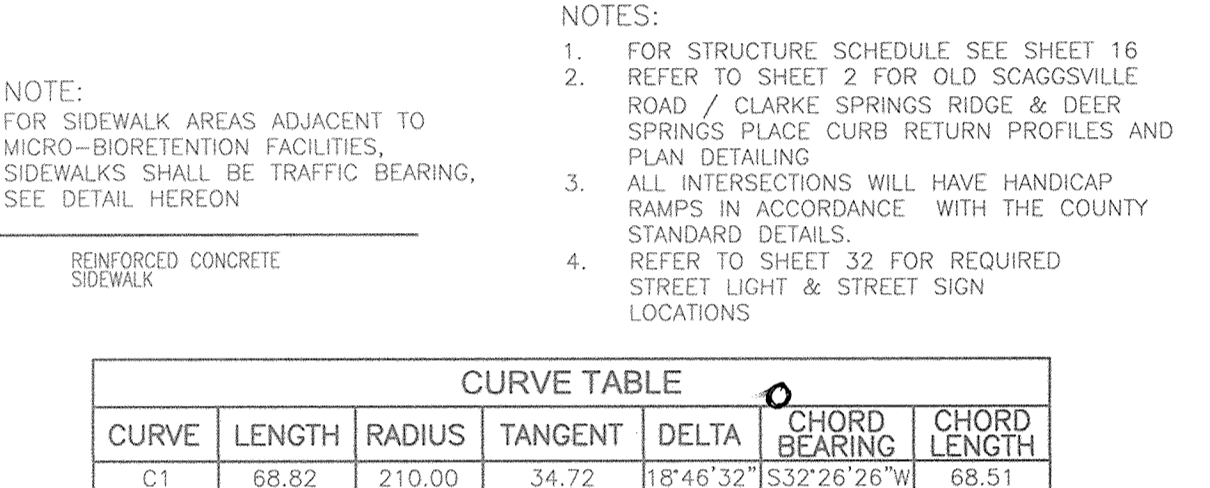 NOTE:
FOR SIDEWALK AREAS ADJACENT TO
MICRO-BIORETENTION FACILITIES,
SIDEWALKS SHALL BE TRAFFIC BEARING,
SEE DETAIL HEREON
REINFORCED CONCRETE
SIDEWALK
NOTES:
1. FOR STRUCTURE SCHEDULE SEE SHEET 16
2. REFER TO SHEET 2 FOR OLD SCAGGSVILLE
ROAD / CLARKE SPRINGS RIDGE & DEER
SPRINGS PLACE CURB RETURN PROFILES AND
PLAN DETAILING
3. ALL INTERSECTIONS WILL HAVE HANDICAP
RAMPS IN ACCORDANCE WITH THE COUNTY
STANDARD DETAILS.
4. REFER TO SHEET 32 FOR REQUIRED
STREET LIGHT & STREET SIGN
LOCATIONS
CURVE TABLE
CURVE LENGTH RADIUS TANGENT DELTA CHORD BEARING CHORD LENGTH
C1 68.82 210.00 34.72 18°46'32" S32°26'26"W 68.51